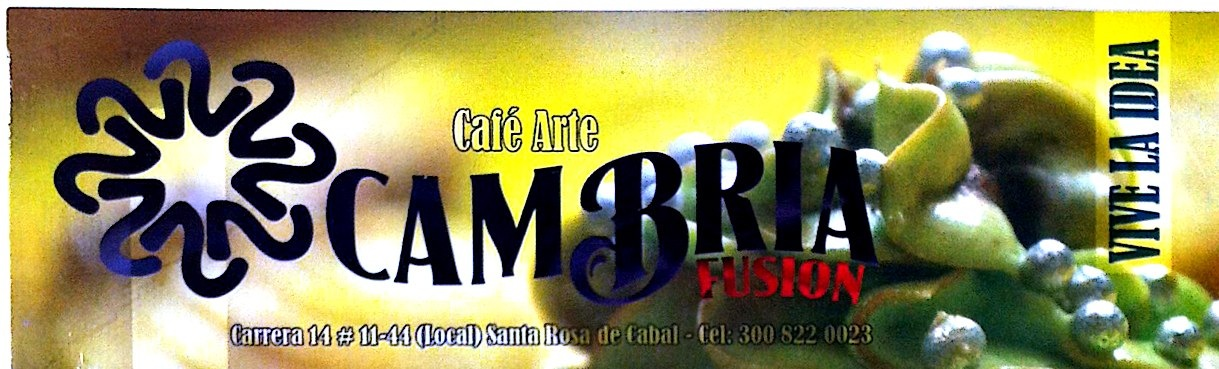 Café Arte
CAMBRIA
FUSION
Carrera 14 # 11-44 (Local) Santa Rosa de Cabal - Cel: 300 822 0023
VIVE LA IDEA